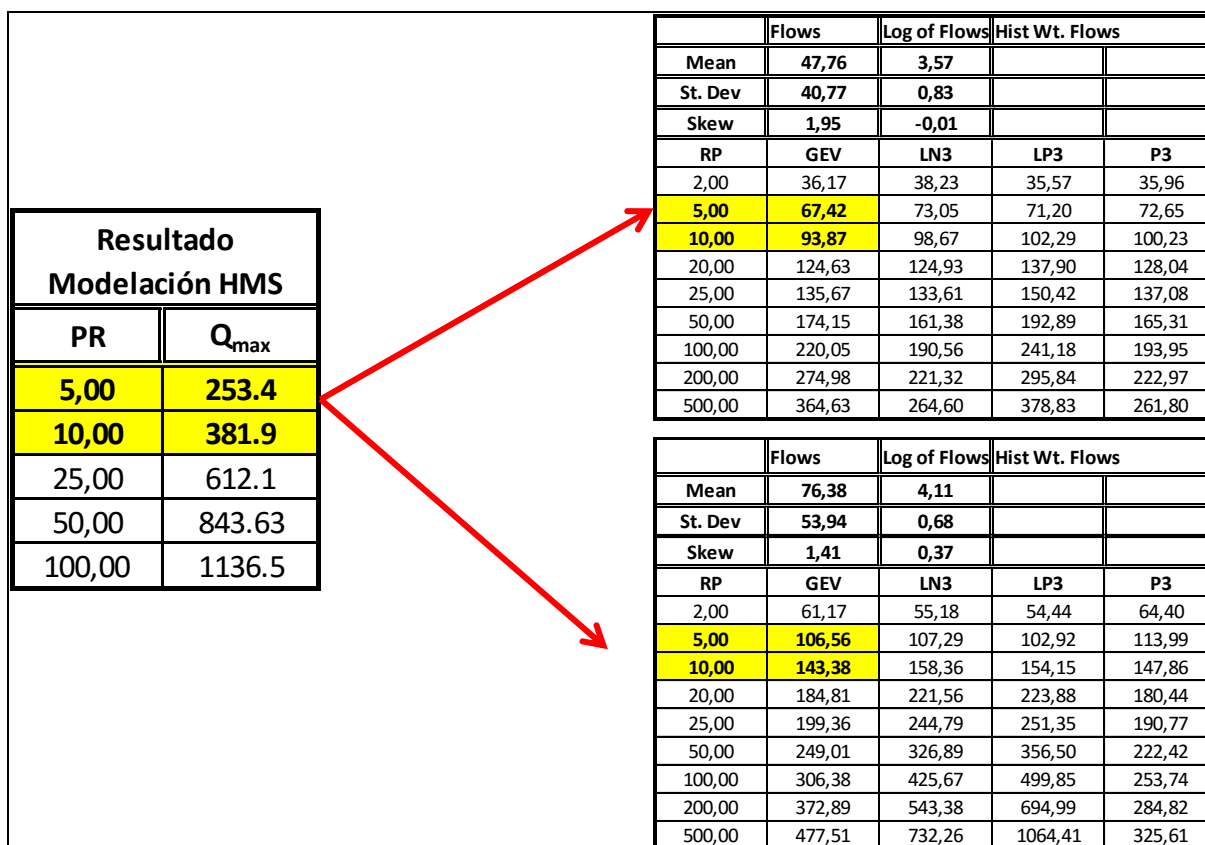 Resultado
Modelación HMS
PR Qmax
5,00 253.4
10,00 381.9
25,00 612.1
50,00 843.63
100,00 1136.5
Flows Log of Flows Hist Wt. Flows
Mean 47,76 3,57
St. Dev 40,77 0,83
Skew 1,95 -0,01
RP GEV LN3 LP3 P3
2,00 36,17 38,23 35,57 35,96
5,00 67,42 73,05 71,20 72,65
10,00 93,87 98,67 102,29 100,23
20,00 124,63 124,93 137,90 128,04
25,00 135,67 133,61 150,42 137,08
50,00 174,15 161,38 192,89 165,31
100,00 220,05 190,56 241,18 193,95
200,00 274,98 221,32 295,84 222,97
500,00 364,63 264,60 378,83 261,80
Flows Log of Flows Hist Wt. Flows
Mean 76,38 4,11
St. Dev 53,94 0,68
Skew 1,41 0,37
RP GEV LN3 LP3 P3
2,00 61,17 55,18 54,44 64,40
5,00 106,56 107,29 102,92 113,99
10,00 143,38 158,36 154,15 147,86
20,00 184,81 221,56 223,88 180,44
25,00 199,36 244,79 251,35 190,77
50,00 249,01 326,89 356,50 222,42
100,00 306,38 425,67 499,85 253,74
200,00 372,89 543,38 694,99 284,82
500,00 477,51 732,26 1064,41 325,61